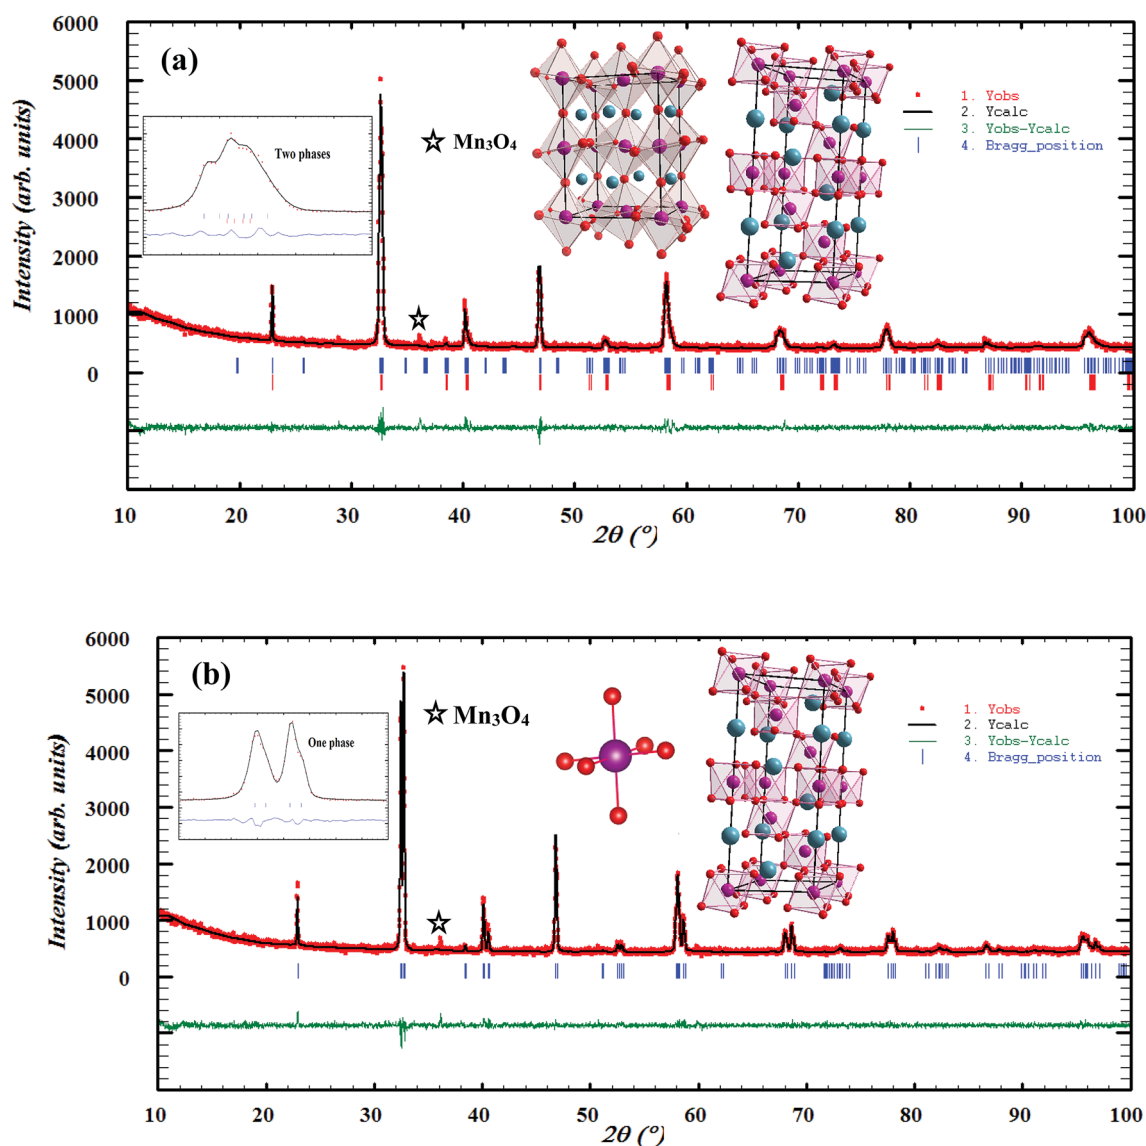 (a)
Intensity (arb. units)
6000
5000
4000
3000
2000
1000
0
Two phases
Mn₃O₄
1. Yobs
2. Ycalc
3. Yobs-Ycalc
4. Bragg_position
10 20 30 40 50 60 70 80 90 100
2θ (°)
(b)
Intensity (arb. units)
6000
5000
4000
3000
2000
1000
0
One phase
Mn₃O₄
1. Yobs
2. Ycalc
3. Yobs-Ycalc
4. Bragg_position
10 20 30 40 50 60 70 80 90 100
2θ (°)